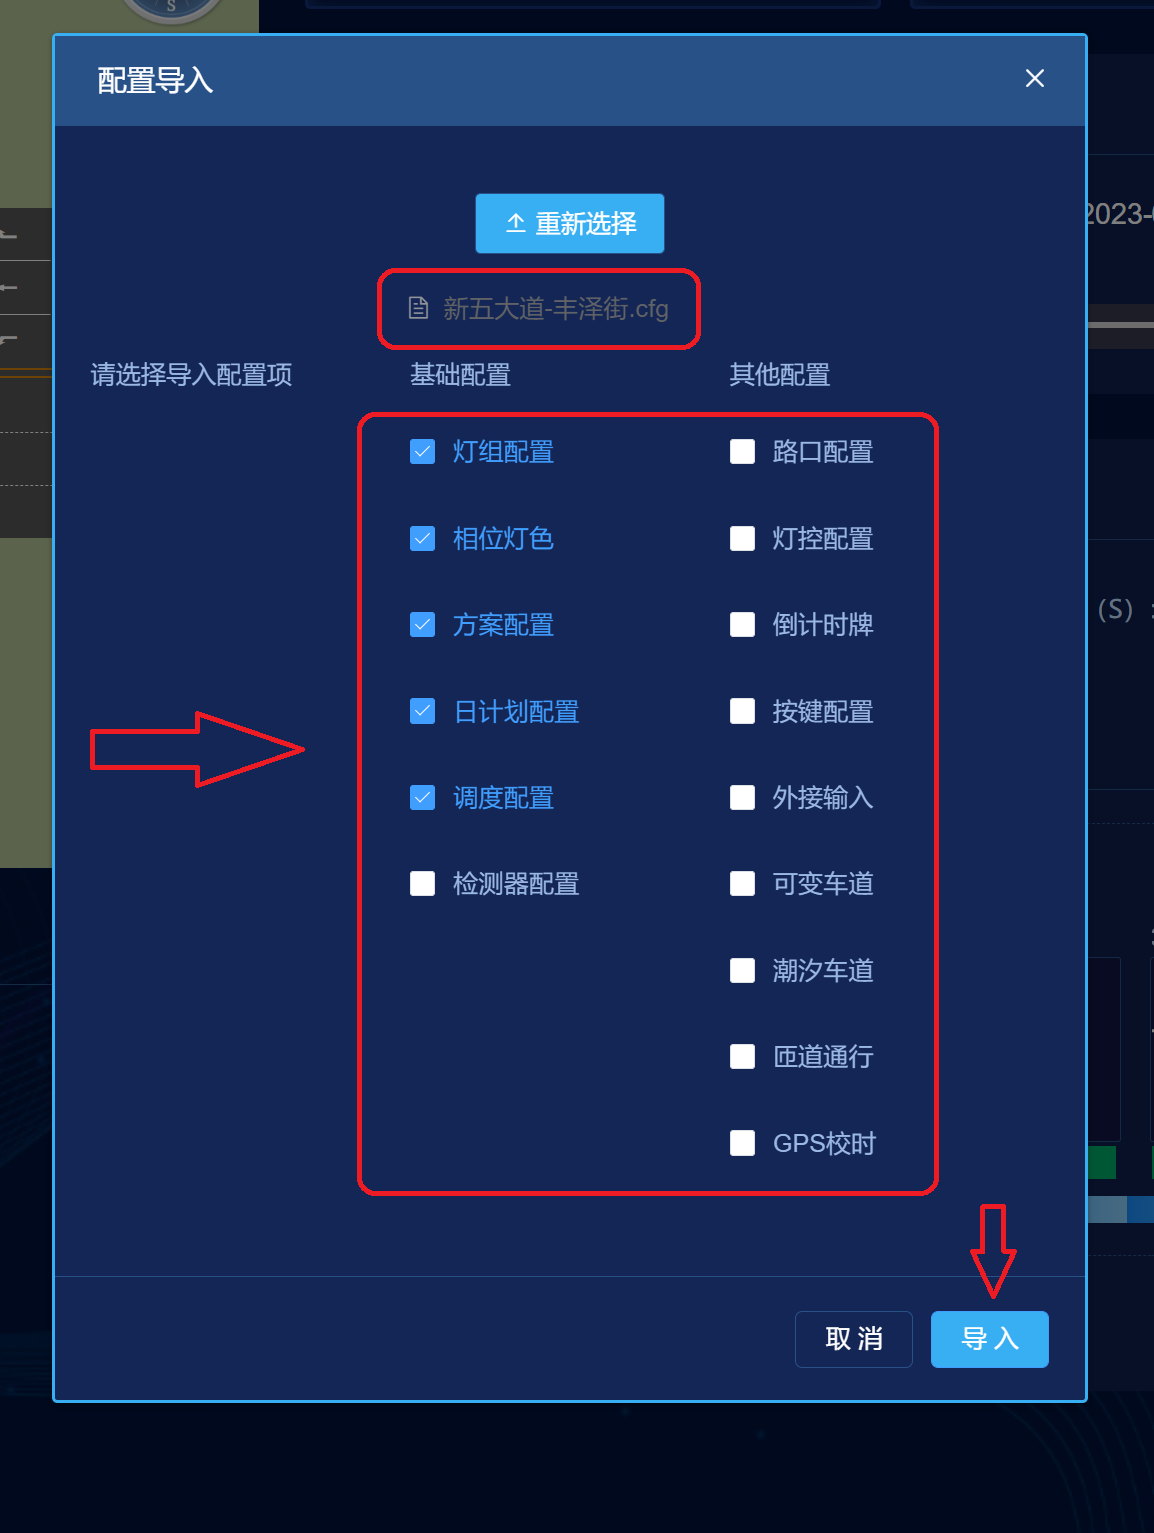 S
配置导入
重新选择
2023-
新五大道-丰泽街.cfg
请选择导入配置项
基础配置
其他配置
灯组配置
路口配置
相位灯色
灯控配置
方案配置
倒计时牌
(S)
日计划配置
按键配置
调度配置
外接输入
检测器配置
可变车道
潮汐车道
匝道通行
GPS校时
取消
导入